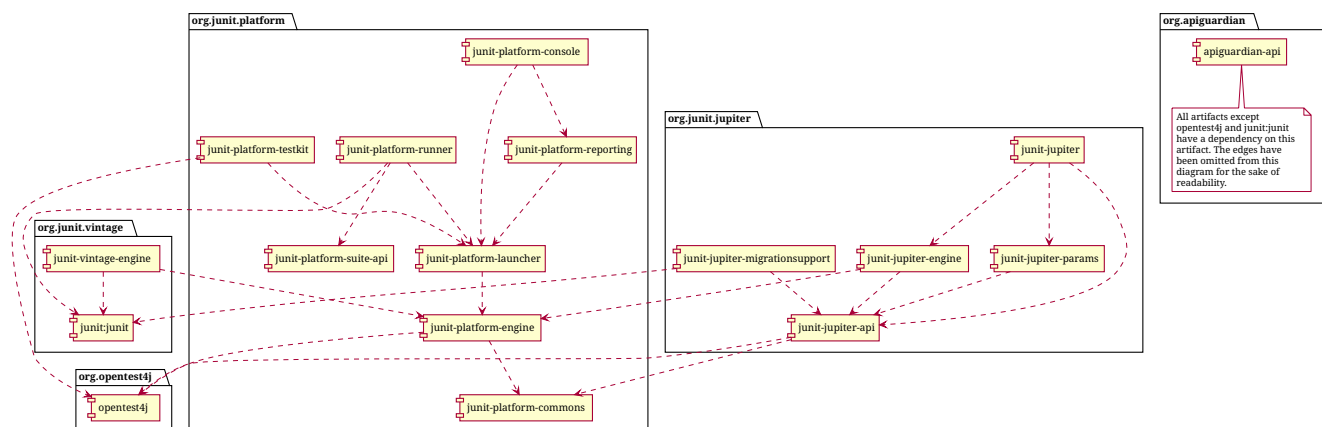 org.junit.platform
org.apiguardian
junit-platform-console
apiguardian-api
All artifacts except
opentest4j and junit:junit
have a dependency on this
artifact. The edges have
been omitted from this
diagram for the sake of
readability.
org.junit.jupiter
junit-platform-testkit
junit-platform-runner
junit-platform-reporting
junit-jupiter
org.junit.vintage
junit-vintage-engine
junit-platform-suite-api
junit-platform-launcher
junit-jupiter-migrationsupport
junit-jupiter-engine
junit-jupiter-params
junit:junit
junit-platform-engine
junit-jupiter-api
org.opentest4j
opentest4j
junit-platform-commons